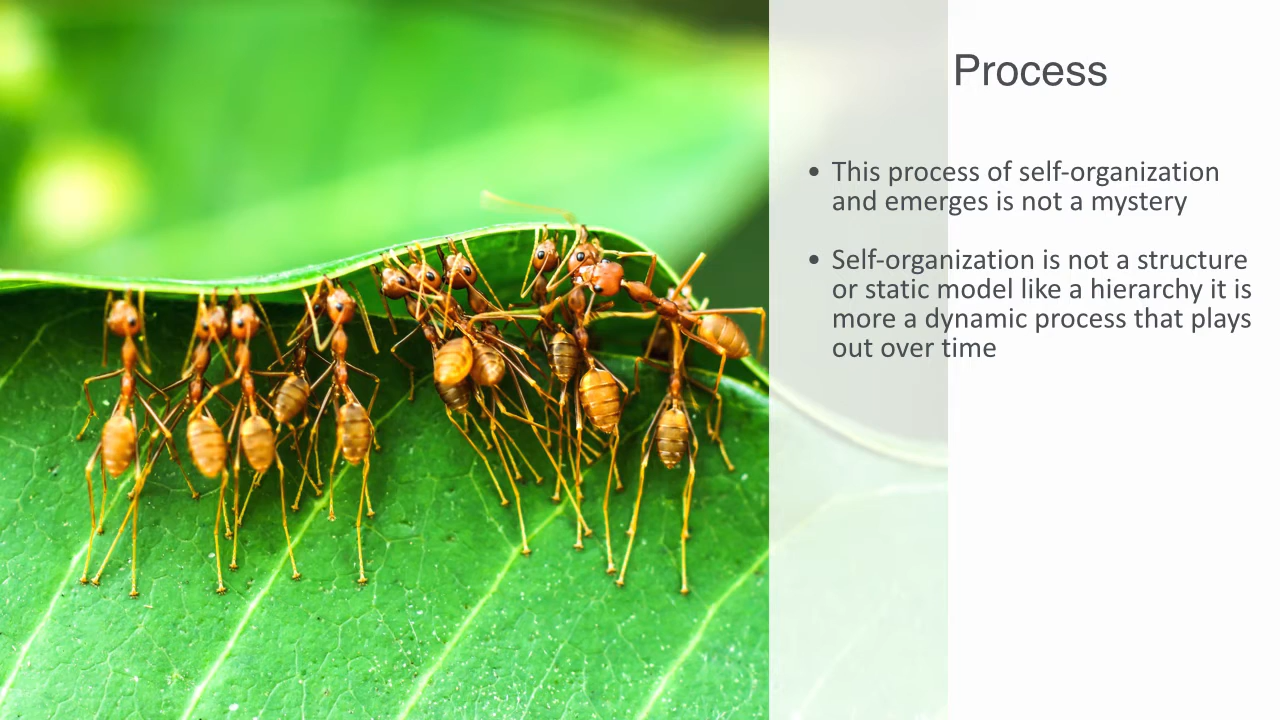 Process
• This process of self-organization
and emerges is not a mystery
• Self-organization is not a structure
or static model like a hierarchy it is
more a dynamic process that plays
out over time